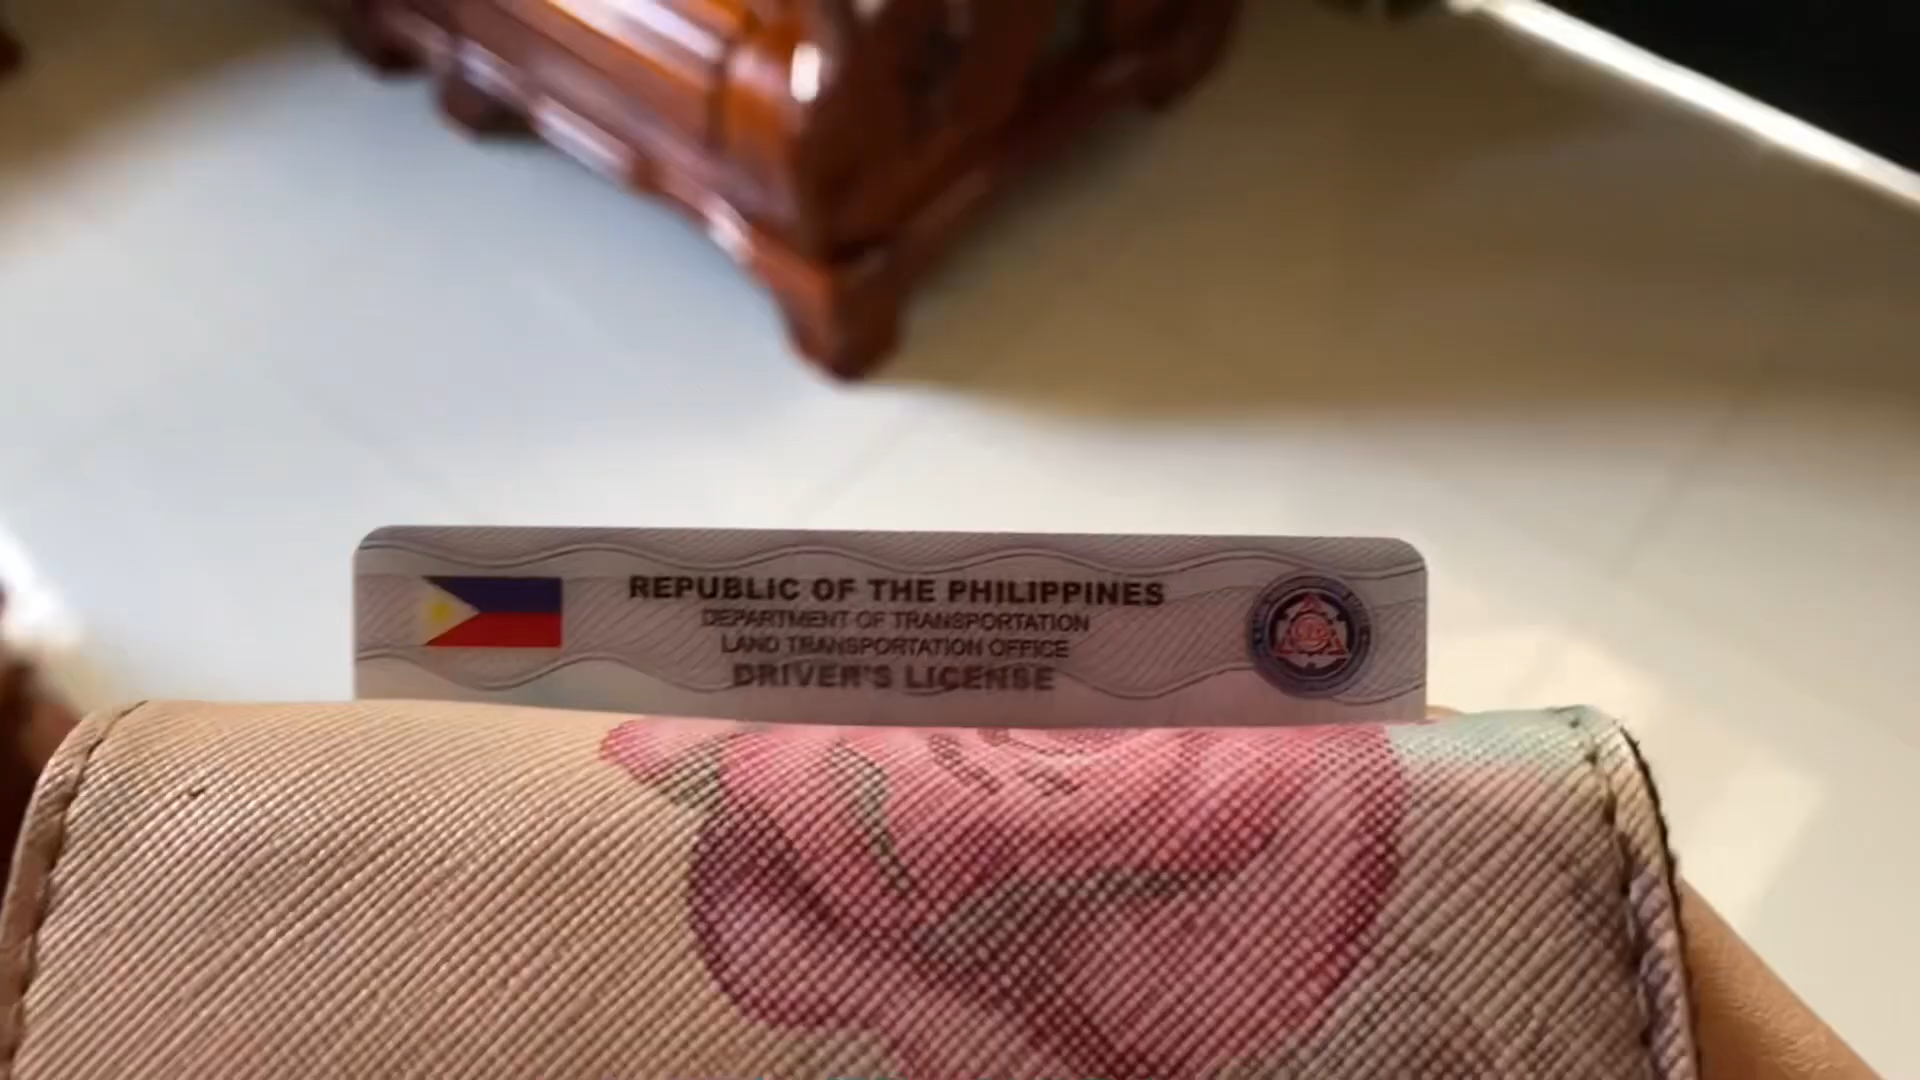 REPUBLIC OF THE PHILIPPINES
DEPARTMENT OF TRANSPORTATION
LAND TRANSPORTATION OFFICE
DRIVER'S LICENSE